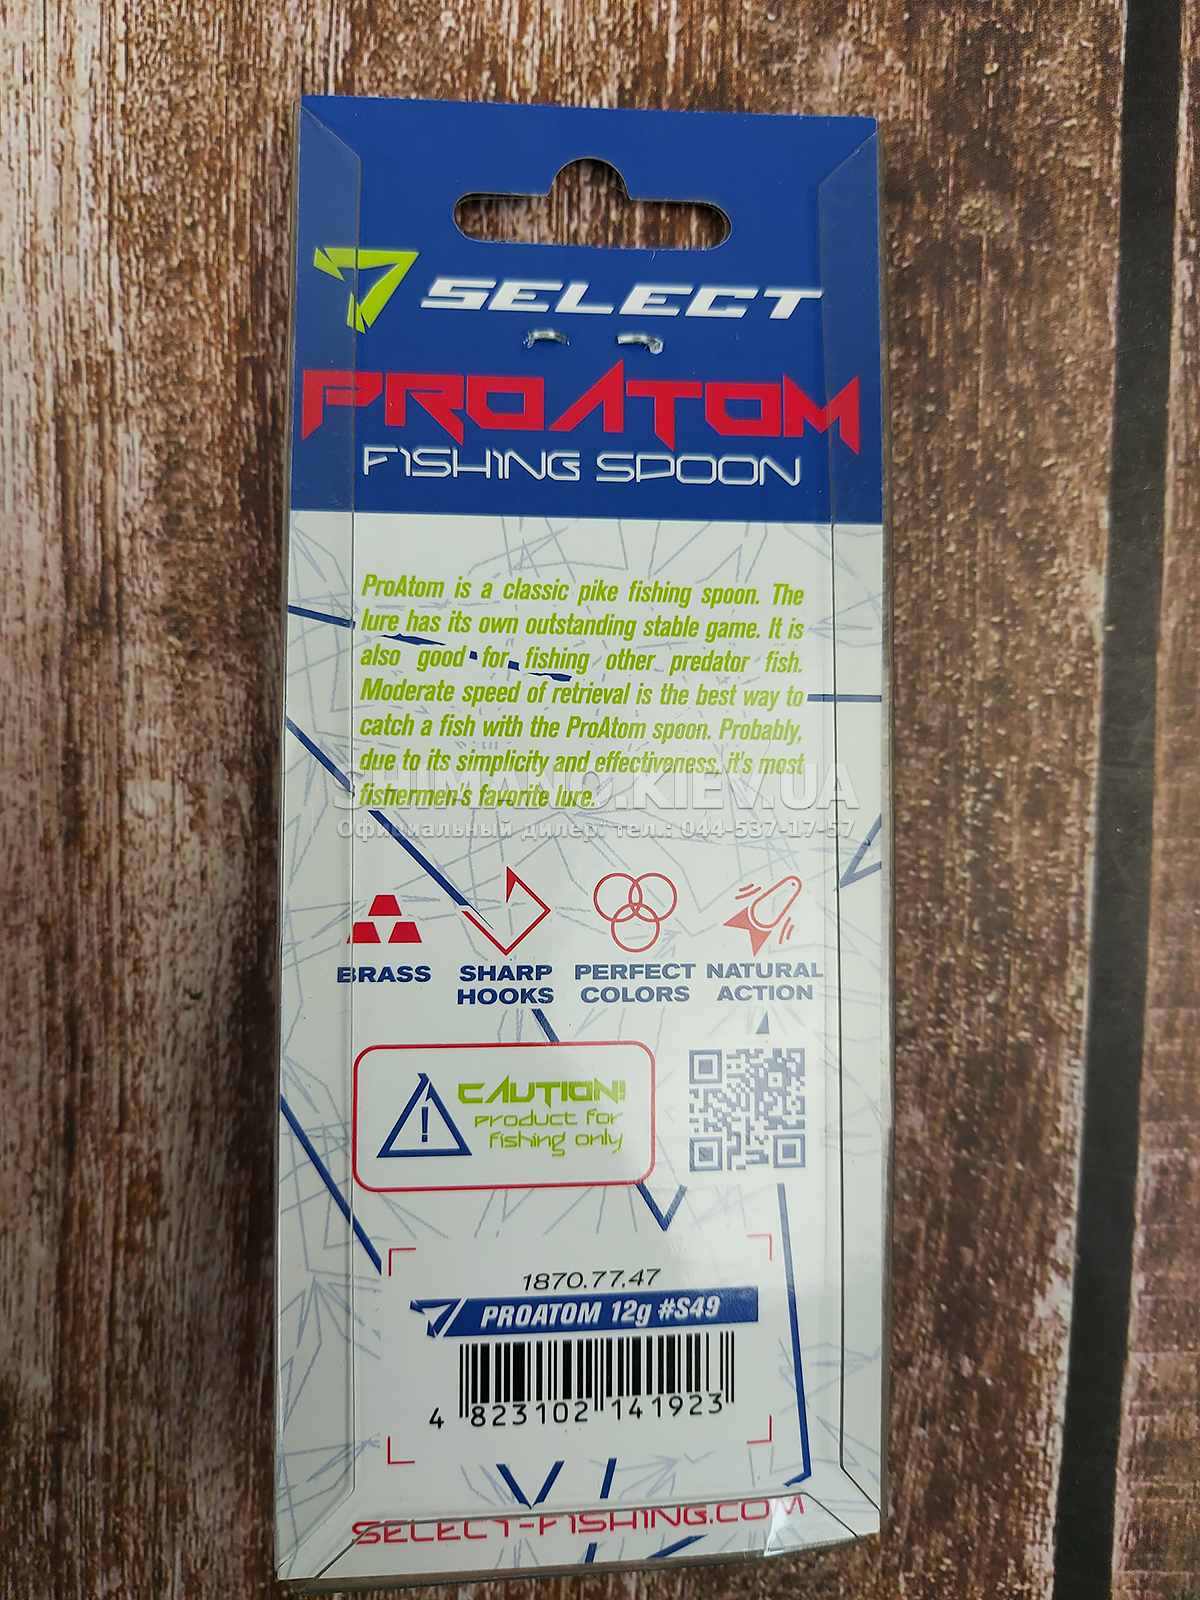 SELECT
PROATOM
FISHING SPOON
ProAtom is a classic pike fishing spoon. The
lure has its own outstanding stable game. It is
also good for fishing other predator fish.
Moderate speed of retrieval is the best way to
catch a fish with the ProAtom spoon. Probably,
due to its simplicity and effectiveness, it's most
fishermen's favorite lure.
SHIMANO.KIEV.UA
Официальный дилер; тел.: 044-537-17-57
BRASS
SHARP
HOOKS
PERFECT
COLORS
NATURAL
ACTION
CAUTION!
product for
fishing only
1870.77.47
PROATOM 12g #S49
4 823102 141923
SELECT-FISHING.COM